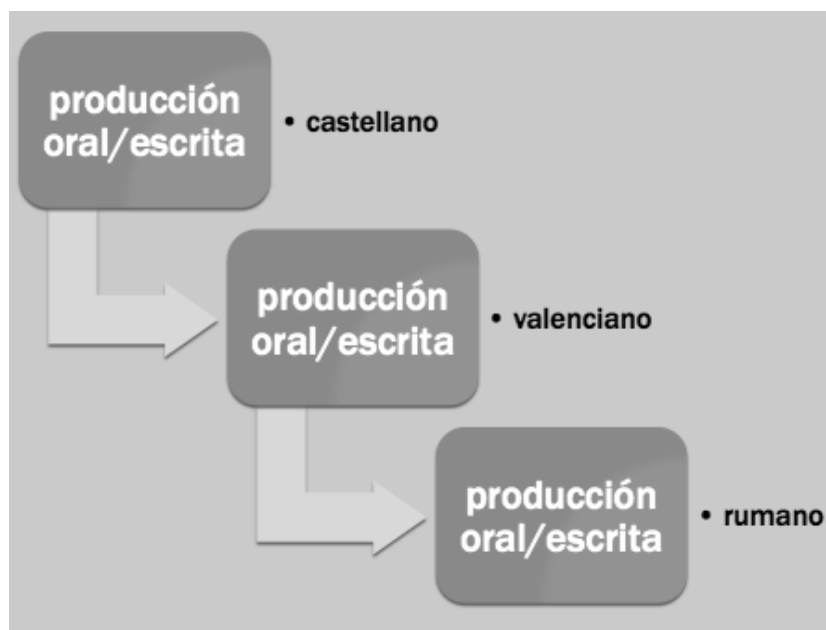 producción
oral/escrita
• castellano
producción
oral/escrita
• valenciano
producción
oral/escrita
• rumano